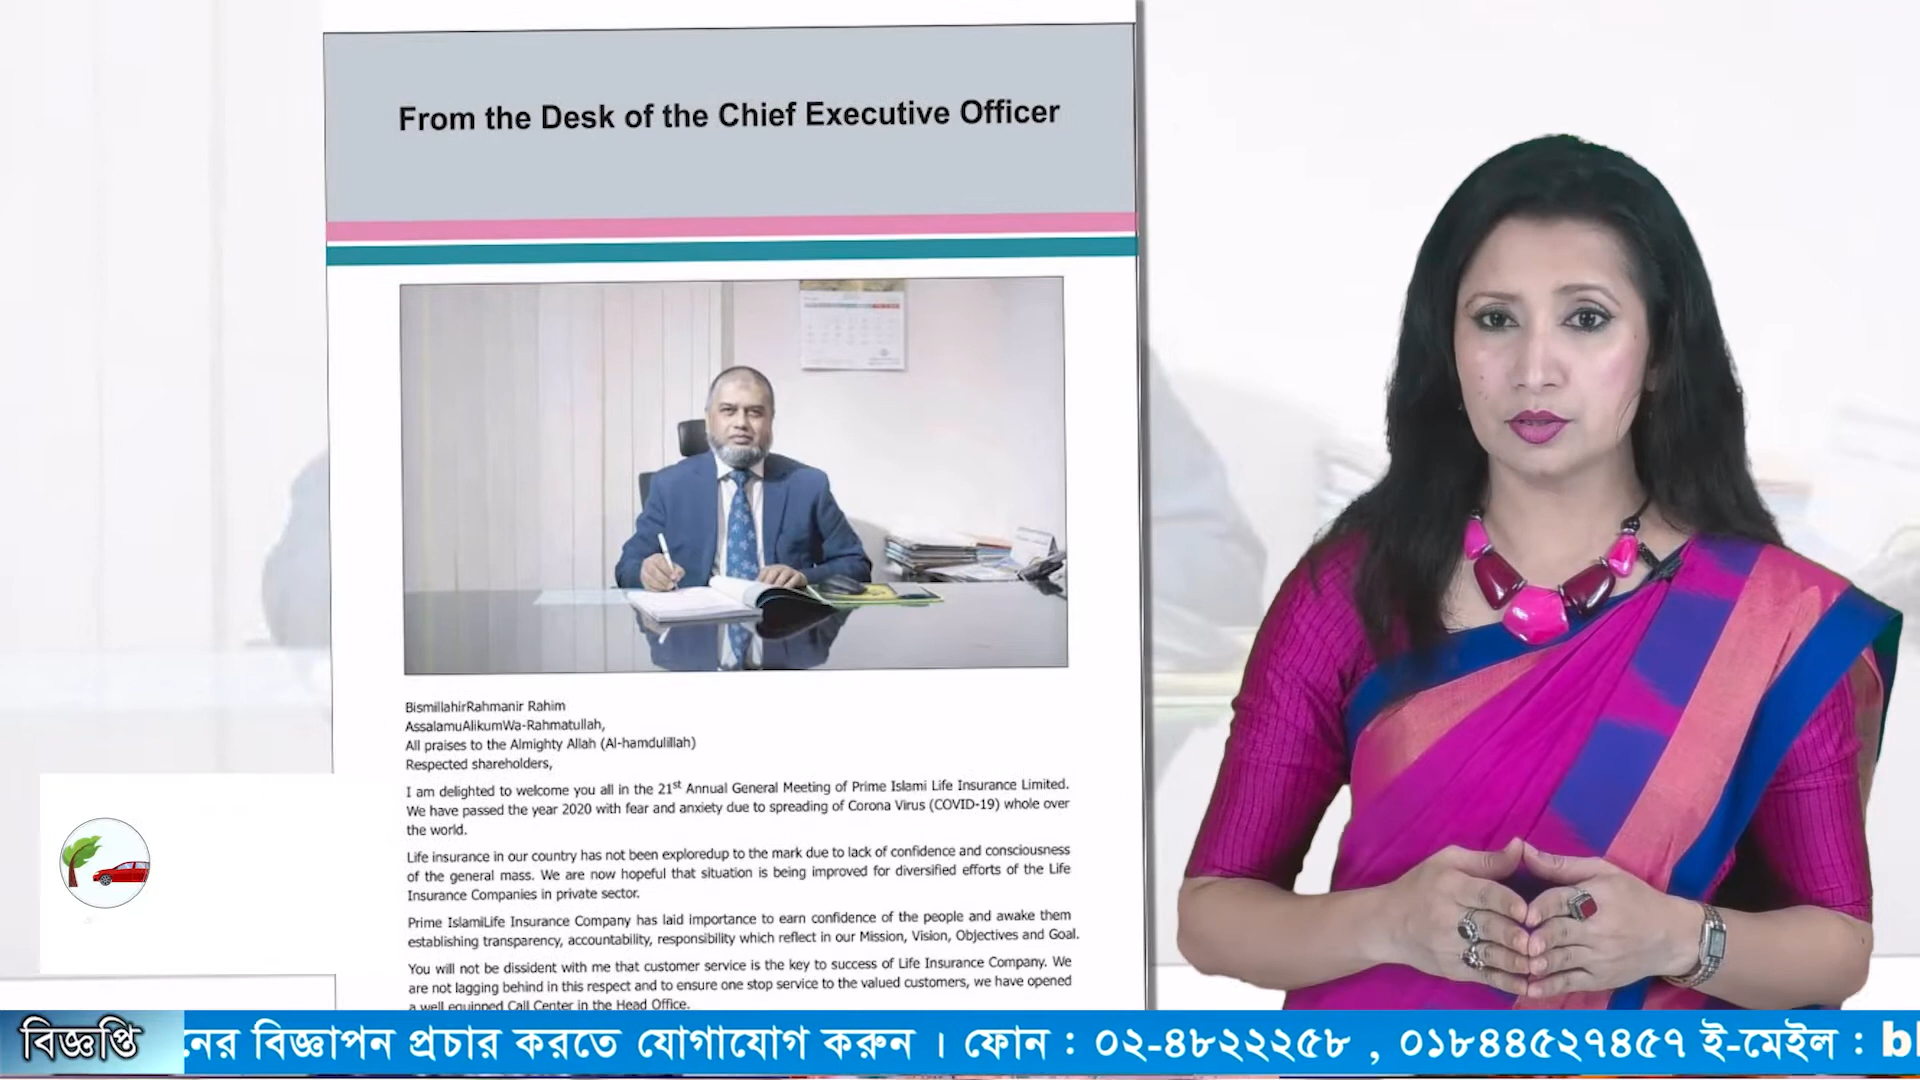 From the Desk of the Chief Executive Officer
BismillahirRahmanir Rahim
AssalamuAlikumWa-Rahmatullah,
All praises to the Almighty Allah (Al-hamdulillah)
Respected shareholders,
I am delighted to welcome you all in the 21st Annual General Meeting of Prime Islami Life Insurance Limited.
We have passed the year 2020 with fear and anxiety due to spreading of Corona Virus (COVID-19) whole over
the world.
Life insurance in our country has not been exploredup to the mark due to lack of confidence and consciousness
of the general mass. We are now hopeful that situation is being improved for diversified efforts of the Life
Insurance Companies in private sector.
Prime IslamiLife Insurance Company has laid importance to earn confidence of the people and awake them
establishing transparency, accountability, responsibility which reflect in our Mission, Vision, Objectives and Goal.
You will not be dissident with me that customer service is the key to success of Life Insurance Company. We
are not lagging behind in this respect and to ensure one stop service to the valued customers, we have opened
a well equipped Call Center in the Head Office.
বিজ্ঞপ্তি
নের বিজ্ঞাপন প্রচার করতে যোগাযোগ করুন । ফোন : ০২-৪৮২২২৫৮ , ০১৮৪৪৫২৭৪৫৭ ই-মেইল : bl